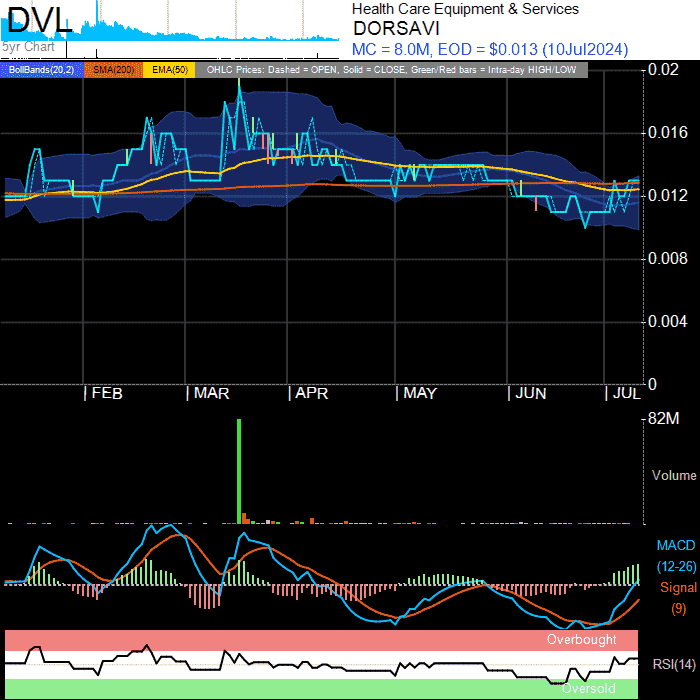 DVL
5yr Chart
Health Care Equipment & Services
DORSAVI
MC = 8.0M, EOD = $0.013 (10Jul2024)
BollBands(20,2) SMA(200) EMA(50) OHLC Prices: Dashed = OPEN, Solid = CLOSE, Green/Red bars = Intra-day HIGH/LOW
0.02
0.016
0.012
0.008
0.004
0
FEB MAR APR MAY JUN JUL
82M
Volume
MACD
(12-26)
Signal
(9)
Overbought
RSI(14)
Oversold